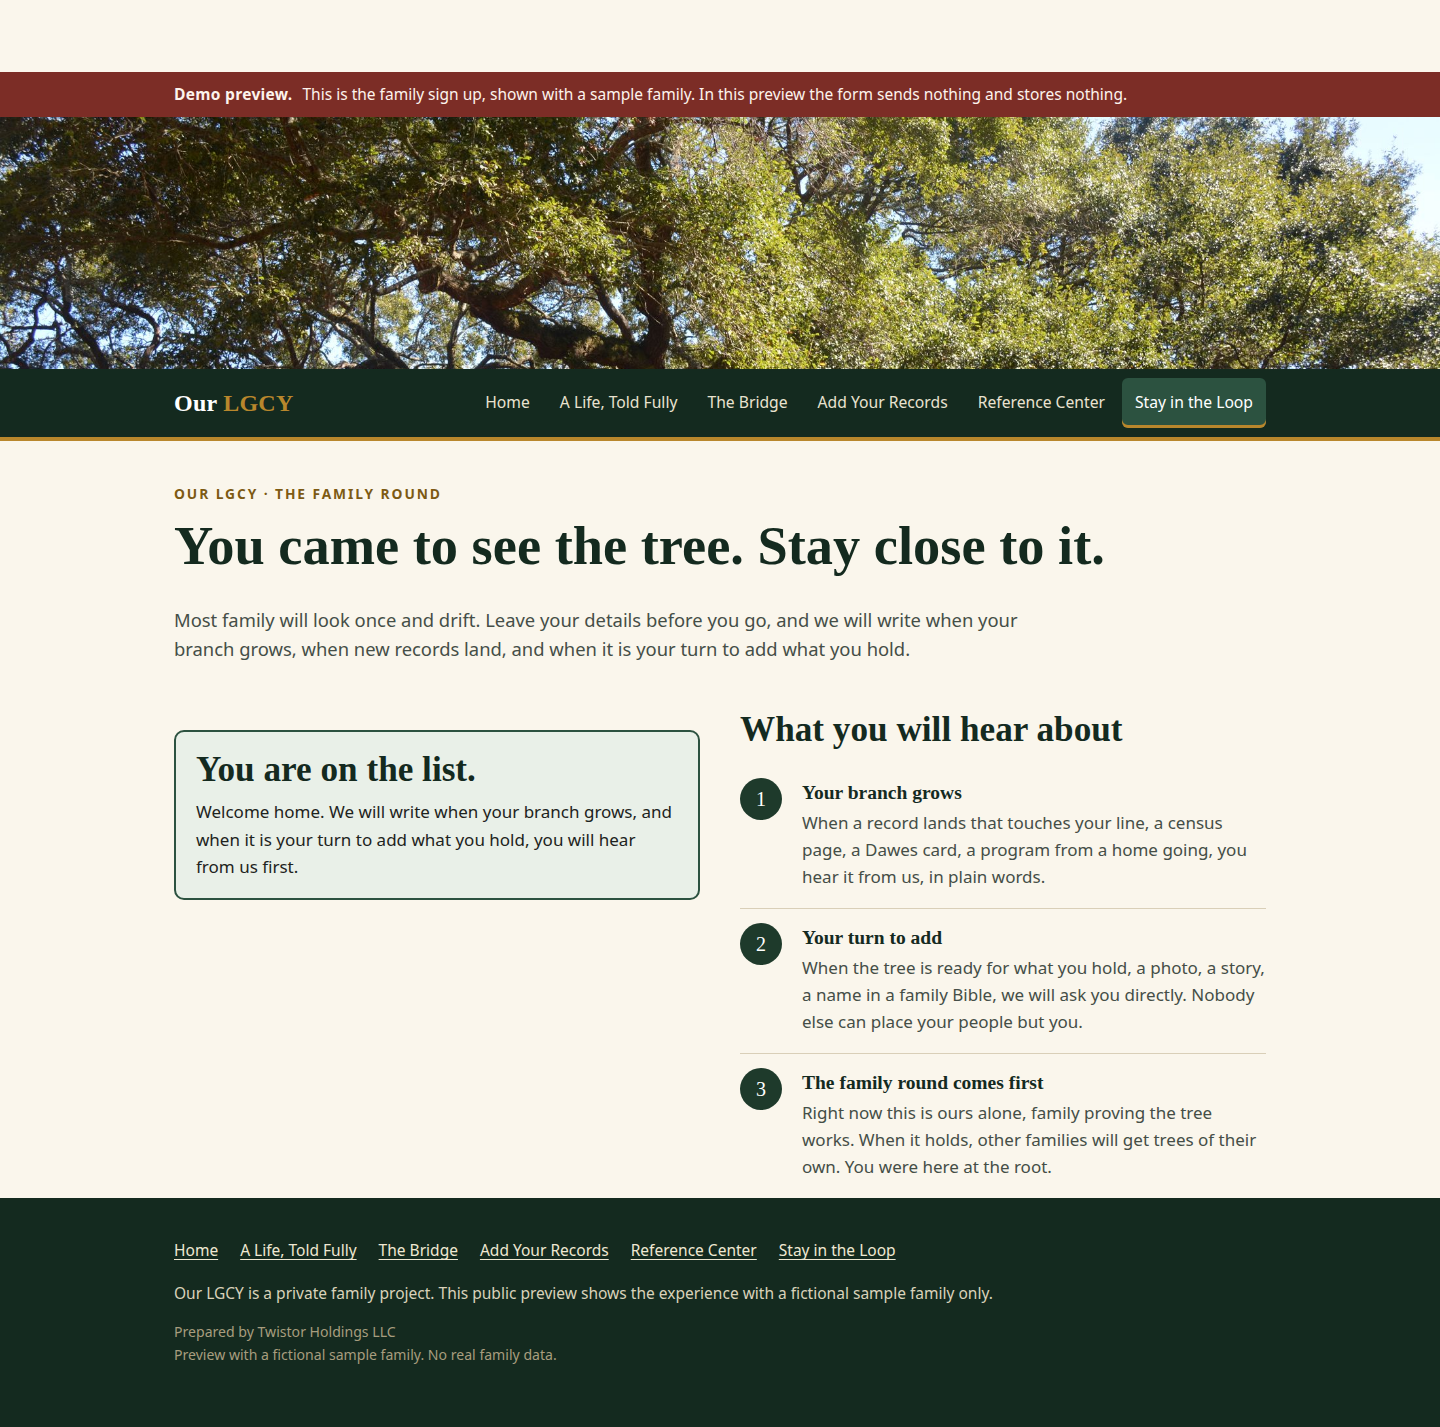 Demo preview. This is the family sign up, shown with a sample family. In this preview the form sends nothing and stores nothing.
Our LGCY
Home A Life, Told Fully The Bridge Add Your Records Reference Center Stay in the Loop
OUR LGCY · THE FAMILY ROUND
You came to see the tree. Stay close to it.
Most family will look once and drift. Leave your details before you go, and we will write when your
branch grows, when new records land, and when it is your turn to add what you hold.
You are on the list.
Welcome home. We will write when your branch grows, and
when it is your turn to add what you hold, you will hear
from us first.
What you will hear about
1
Your branch grows
When a record lands that touches your line, a census
page, a Dawes card, a program from a home going, you
hear it from us, in plain words.
2
Your turn to add
When the tree is ready for what you hold, a photo, a story,
a name in a family Bible, we will ask you directly. Nobody
else can place your people but you.
3
The family round comes first
Right now this is ours alone, family proving the tree
works. When it holds, other families will get trees of their
own. You were here at the root.
Home A Life, Told Fully The Bridge Add Your Records Reference Center Stay in the Loop
Our LGCY is a private family project. This public preview shows the experience with a fictional sample family only.
Prepared by Twistor Holdings LLC
Preview with a fictional sample family. No real family data.